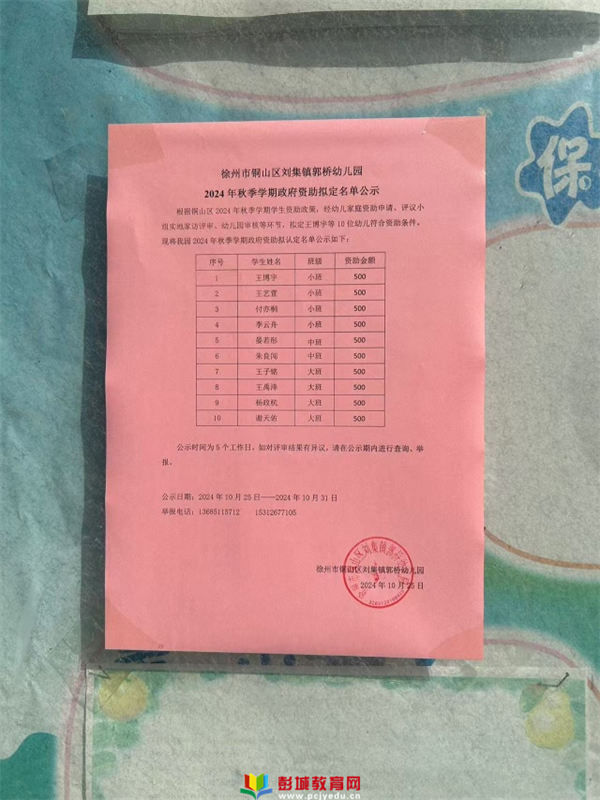 保
徐州市铜山区刘集镇郭桥幼儿园
2024年秋季学期政府资助拟定名单公示
根据铜山区2024年秋季学期学生资助政策，经幼儿家庭资助申请、评议小
组实地家访评审、幼儿园审核等环节，拟定王博宇等10位幼儿符合资助条件。
现将我园2024年秋季学期政府资助拟认定名单公示如下：
序号 学生姓名 班级 资助金额
1 王博宇 小班 500
2 王艺萱 小班 500
3 付亦桐 小班 500
4 李云舟 小班 500
5 晏若彤 中班 500
6 朱良闯 中班 500
7 王子铭 大班 500
8 王禹泽 大班 500
9 杨政杭 大班 500
10 谢天佑 大班 500
公示时间为5个工作日，如对评审结果有异议，请在公示期内进行查询、举
报。
公示日期：2024年10月25日——2024年10月31日
举报电话：13685115712 15312677105
徐州市铜山区刘集镇郭桥幼儿园
2024年10月25日
彭城教育网
www.pcjyedu.cn